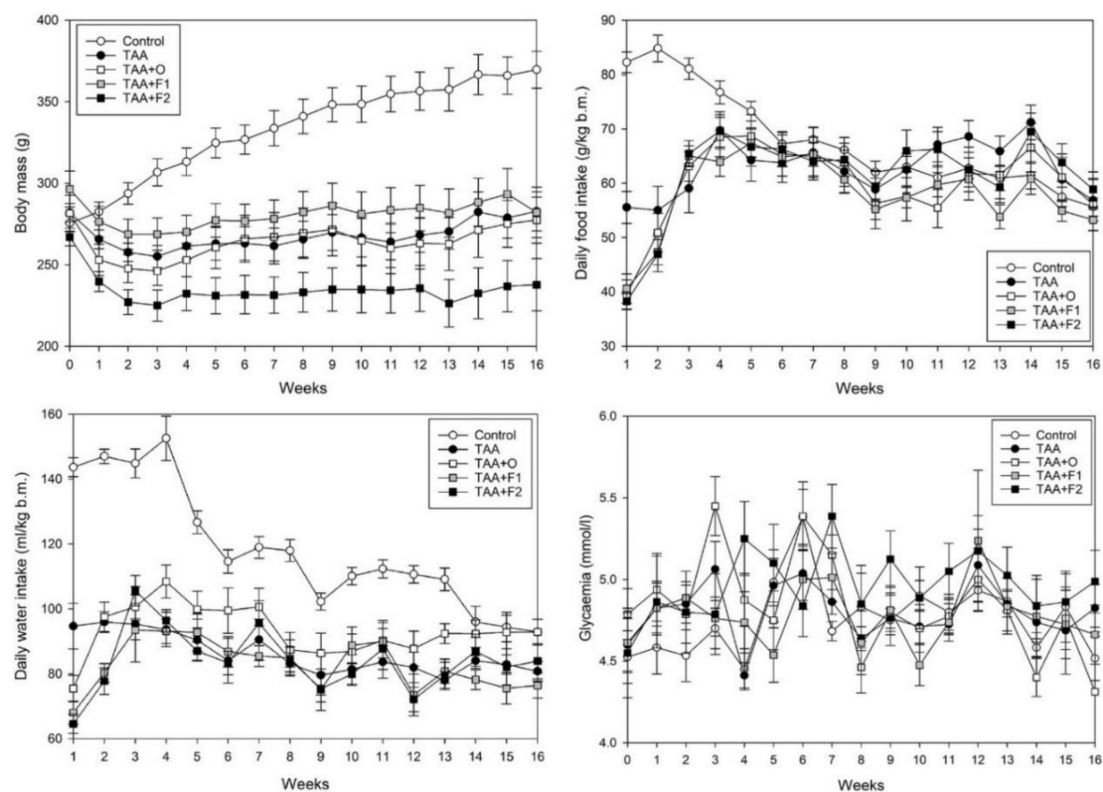 400
350
300
250
200
Body mass (g)
Control
TAA
TAA+O
TAA+F1
TAA+F2
0 1 2 3 4 5 6 7 8 9 10 11 12 13 14 15 16
Weeks
90
80
70
60
50
40
30
Daily food intake (g/kg b.m.)
Control
TAA
TAA+O
TAA+F1
TAA+F2
1 2 3 4 5 6 7 8 9 10 11 12 13 14 15 16
Weeks
160
140
120
100
80
60
Daily water intake (ml/kg b.m.)
Control
TAA
TAA+O
TAA+F1
TAA+F2
1 2 3 4 5 6 7 8 9 10 11 12 13 14 15 16
Weeks
6.0
5.5
5.0
4.5
4.0
Glycaemia (mmol/l)
Control
TAA
TAA+O
TAA+F1
TAA+F2
0 1 2 3 4 5 6 7 8 9 10 11 12 13 14 15 16
Weeks